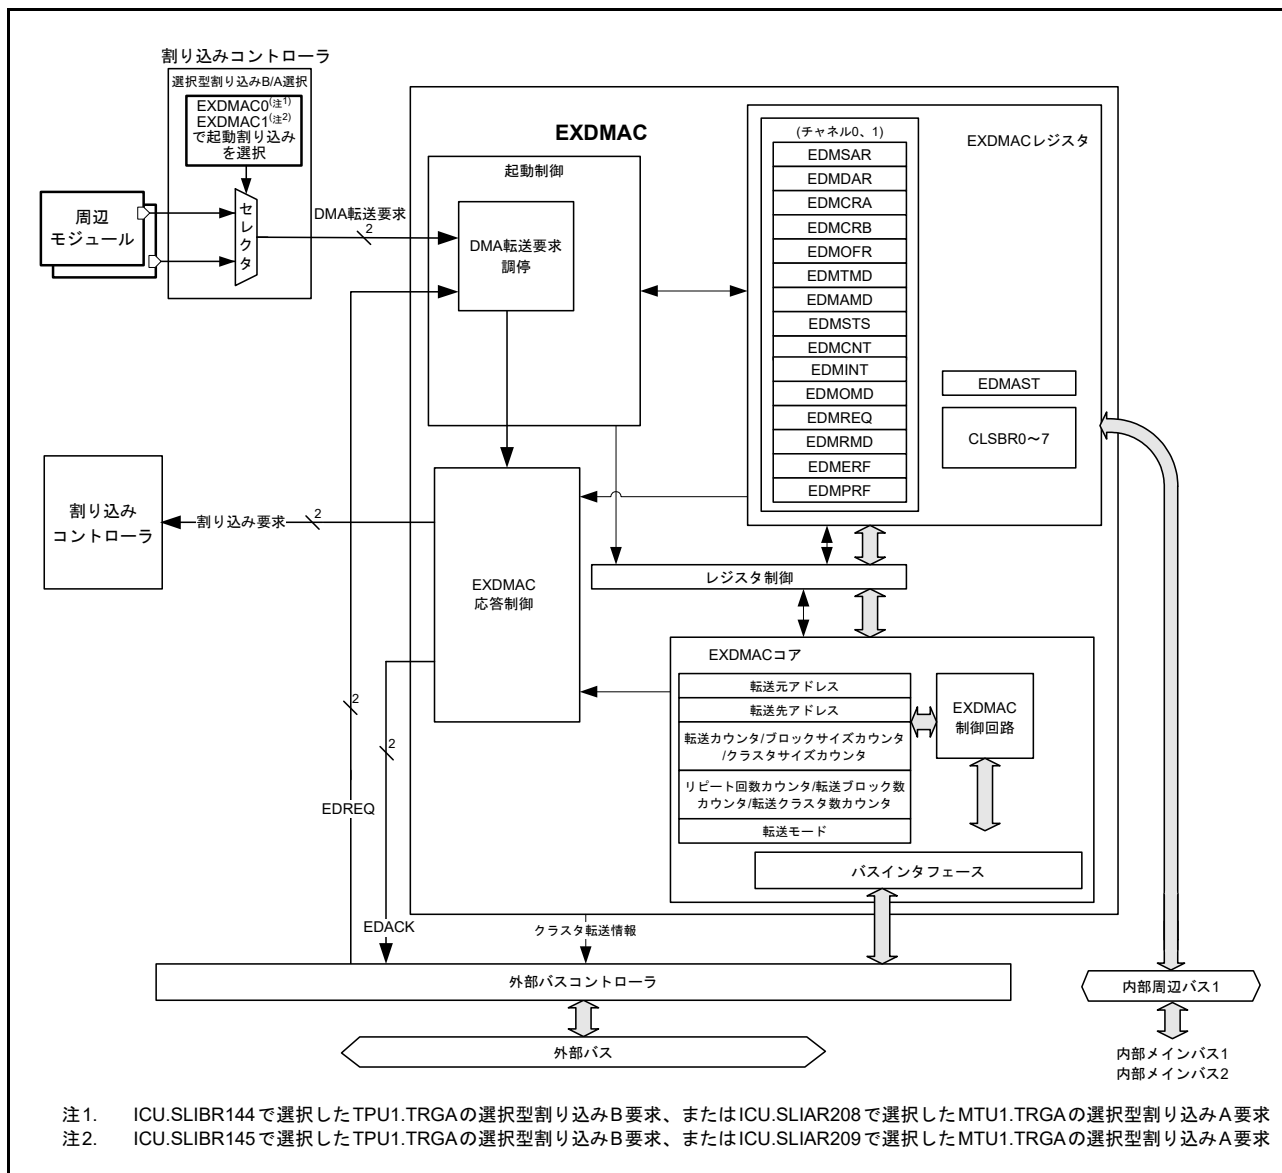 割り込みコントローラ
選択型割り込みB/A選択
EXDMAC0(注1)
EXDMAC1(注2)
で起動割り込み
を選択
周辺
モジュール
セレクタ
DMA転送要求
2
EXDMAC
起動制御
DMA転送要求
調停
EXDMACレジスタ
(チャネル0、1)
EDMSAR
EDMDAR
EDMCRA
EDMCRB
EDMOFR
EDMTMD
EDMAMD
EDMSTS
EDMCNT
EDMINT
EDMOMD
EDMREQ
EDMRMD
EDMERF
EDMPRF
EDMAST
CLSBR0～7
割り込み
コントローラ
割り込み要求
2
EXDMAC
応答制御
レジスタ制御
EXDMACコア
転送元アドレス
転送先アドレス
転送カウンタ/ブロックサイズカウンタ
/クラスタサイズカウンタ
リピート回数カウンタ/転送ブロック数
カウンタ/転送クラスタ数カウンタ
転送モード
EXDMAC
制御回路
バスインタフェース
2
2
EDREQ
EDACK
クラスタ転送情報
外部バスコントローラ
外部バス
内部周辺バス1
内部メインバス1
内部メインバス2
注1. ICU.SLIBR144で選択したTPU1.TRGAの選択型割り込みB要求、またはICU.SLIAR208で選択したMTU1.TRGAの選択型割り込みA要求
注2. ICU.SLIBR145で選択したTPU1.TRGAの選択型割り込みB要求、またはICU.SLIAR209で選択したMTU1.TRGAの選択型割り込みA要求